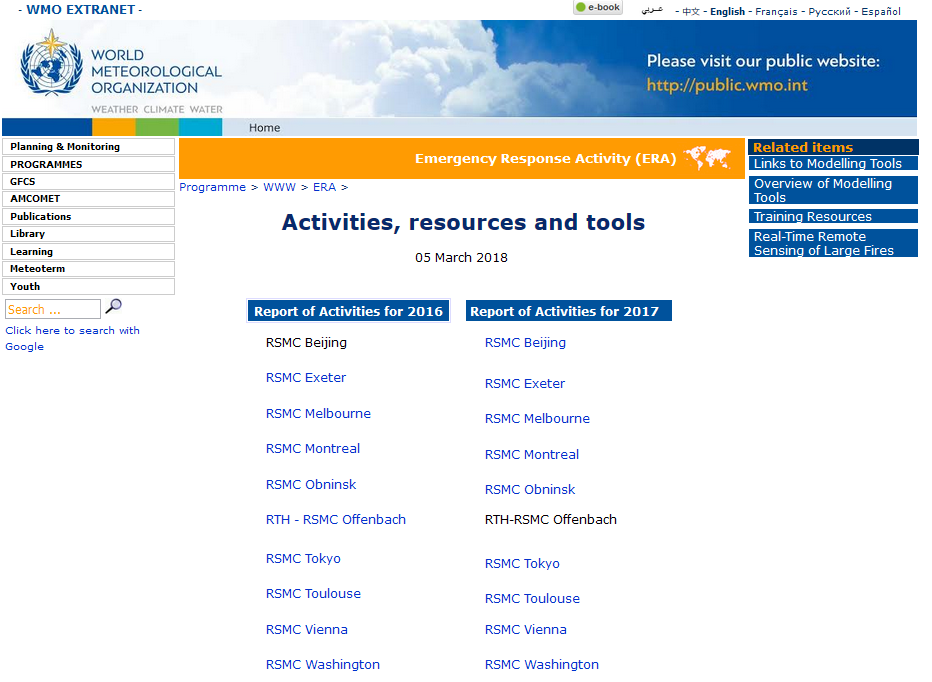 - WMO EXTRANET -
e-book
عربي - 中文 - English - Français - Русский - Español
WORLD
METEOROLOGICAL
ORGANIZATION
WEATHER CLIMATE WATER
Please visit our public website:
http://public.wmo.int
Home
Planning & Monitoring
PROGRAMMES
GFCS
AMCOMET
Publications
Library
Learning
Meteoterm
Youth
Search ...
Click here to search with
Google
Emergency Response Activity (ERA)
Programme > WWW > ERA >
Activities, resources and tools
05 March 2018
Report of Activities for 2016 Report of Activities for 2017
RSMC Beijing RSMC Beijing
RSMC Exeter RSMC Exeter
RSMC Melbourne RSMC Melbourne
RSMC Montreal RSMC Montreal
RSMC Obninsk RSMC Obninsk
RTH - RSMC Offenbach RTH-RSMC Offenbach
RSMC Tokyo RSMC Tokyo
RSMC Toulouse RSMC Toulouse
RSMC Vienna RSMC Vienna
RSMC Washington RSMC Washington
Related items
Links to Modelling Tools
Overview of Modelling
Tools
Training Resources
Real-Time Remote
Sensing of Large Fires